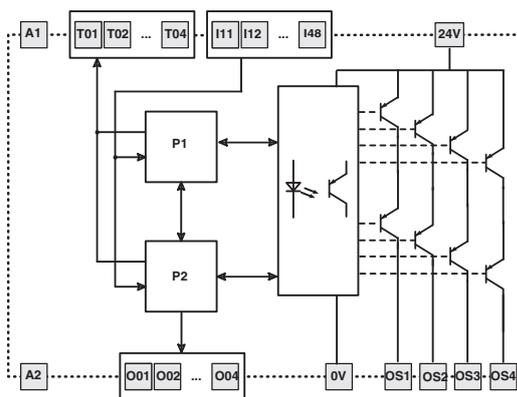 A1 T01 T02 ... T04 I11 I12 ... I48 24V
P1
P2
A2 O01 O02 ... O04 0V OS1 OS2 OS3 OS4